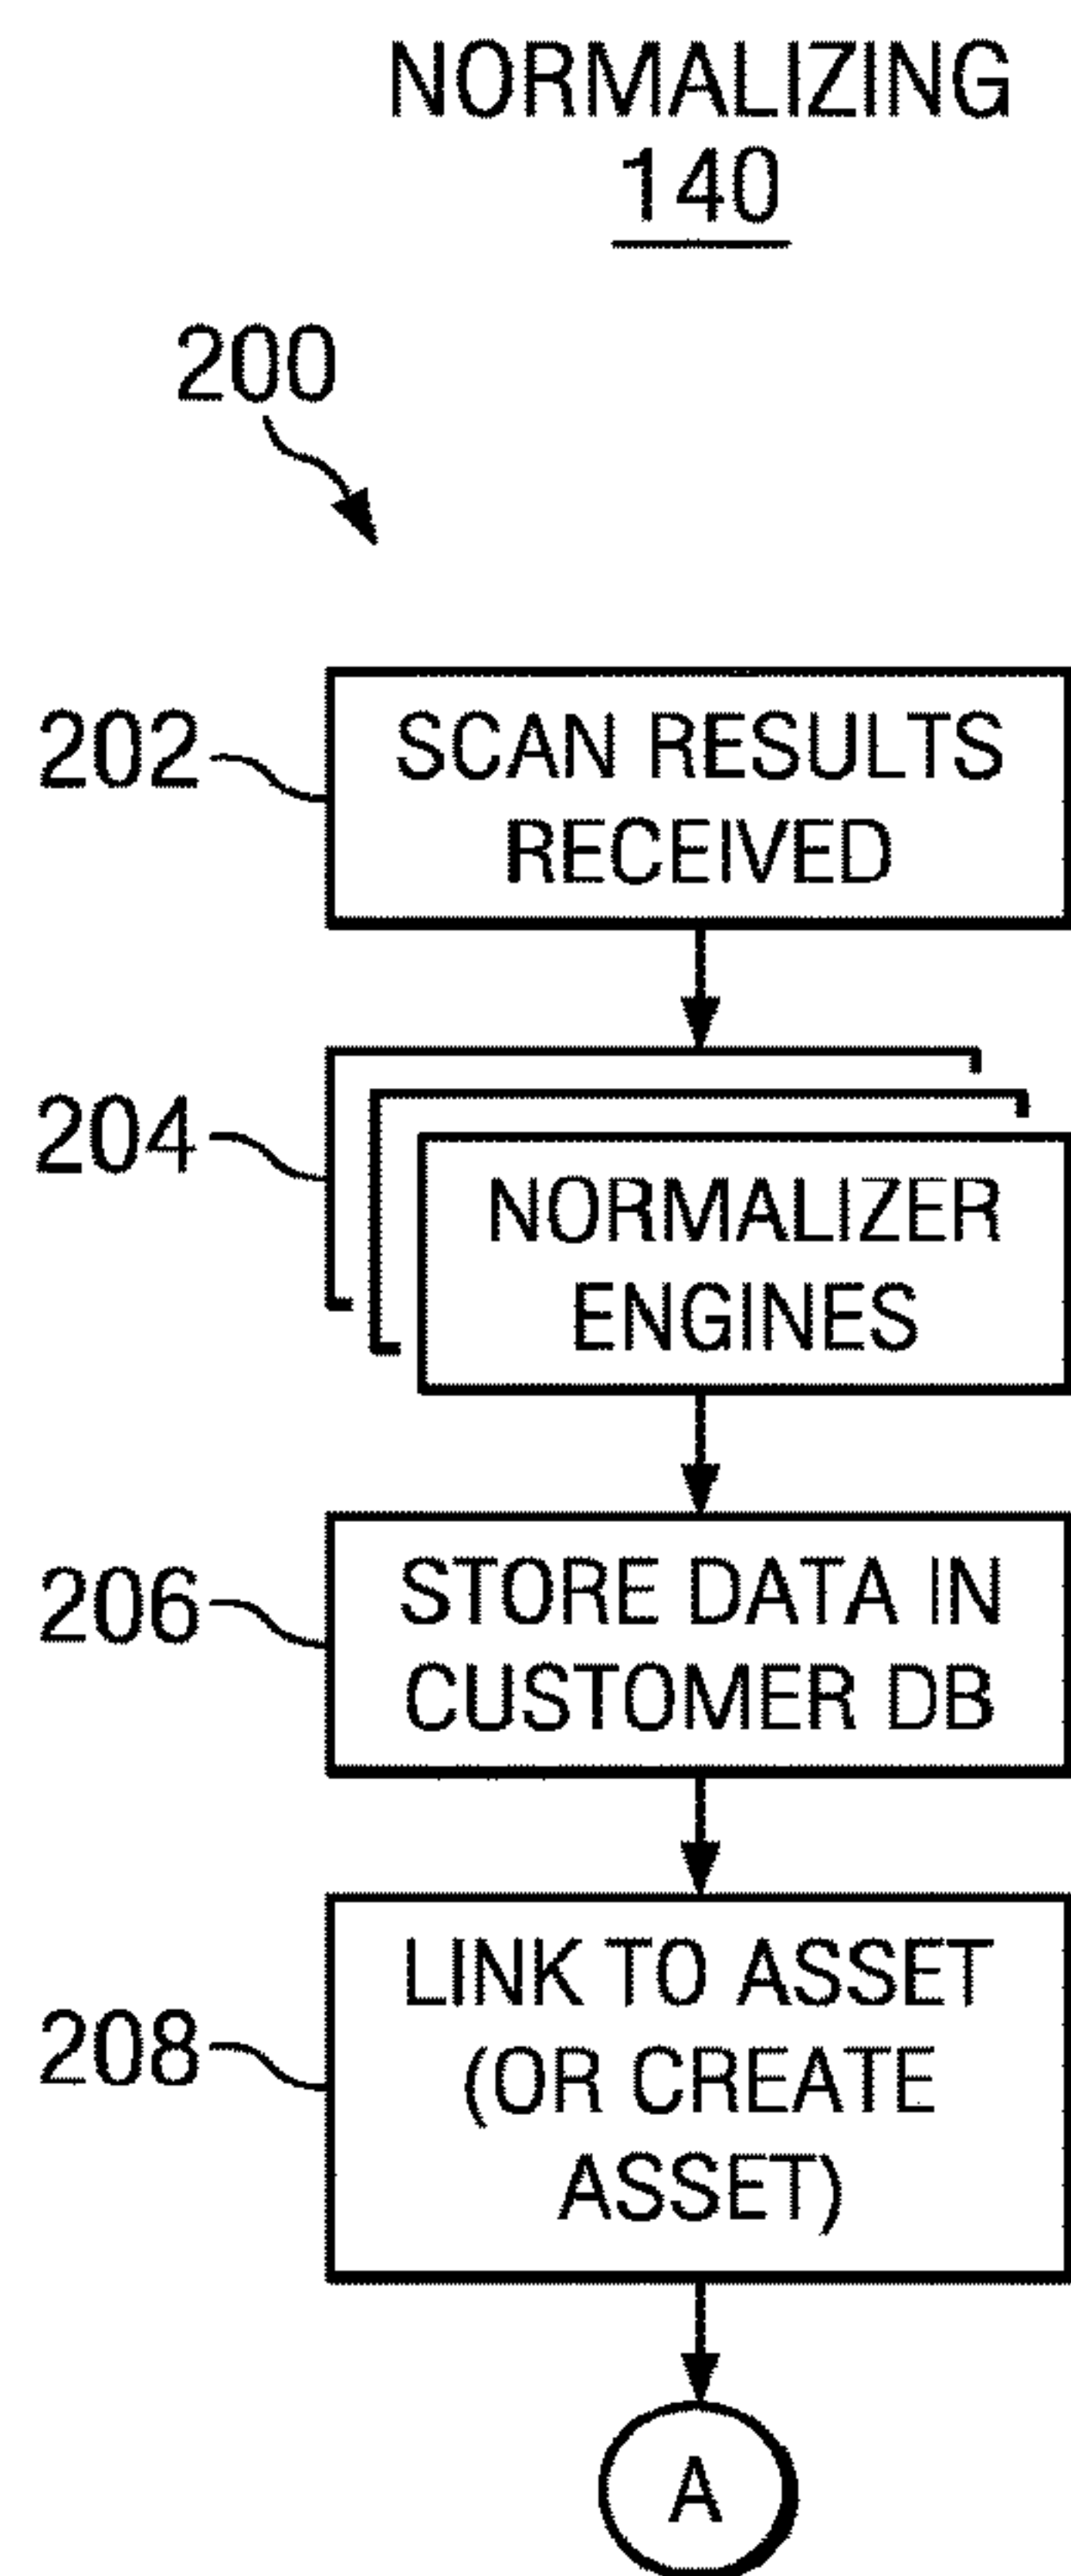 NORMALIZING
140
200
202
SCAN RESULTS
RECEIVED
204
NORMALIZER
ENGINES
206
STORE DATA IN
CUSTOMER DB
208
LINK TO ASSET
(OR CREATE
ASSET)
A